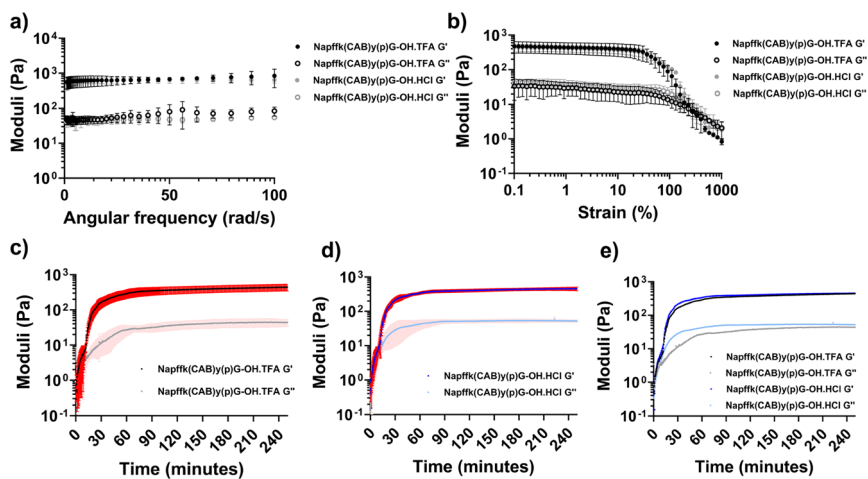 a)
Moduli (Pa)
10⁴
10³
10²
10¹
10⁰
0
50
100
Angular frequency (rad/s)
Napffk(CAB)y(p)G-OH.TFA G'
Napffk(CAB)y(p)G-OH.TFA G"
Napffk(CAB)y(p)G-OH.HCl G'
Napffk(CAB)y(p)G-OH.HCl G"
b)
Moduli (Pa)
10³
10²
10¹
10⁰
10⁻¹
0.1
1
10
100
1000
Strain (%)
Napffk(CAB)y(p)G-OH.TFA G'
Napffk(CAB)y(p)G-OH.TFA G"
Napffk(CAB)y(p)G-OH.HCl G'
Napffk(CAB)y(p)G-OH.HCl G"
c)
Moduli (Pa)
10³
10²
10¹
10⁰
10⁻¹
Napffk(CAB)y(p)G-OH.TFA G'
Napffk(CAB)y(p)G-OH.TFA G"
0 30 60 90 120 150 180 210 240
Time (minutes)
d)
Moduli (Pa)
10³
10²
10¹
10⁰
10⁻¹
Napffk(CAB)y(p)G-OH.HCl G'
Napffk(CAB)y(p)G-OH.HCl G"
0 30 60 90 120 150 180 210 240
Time (minutes)
e)
Moduli (Pa)
10³
10²
10¹
10⁰
10⁻¹
Napffk(CAB)y(p)G-OH.TFA G'
Napffk(CAB)y(p)G-OH.TFA G"
Napffk(CAB)y(p)G-OH.HCl G'
Napffk(CAB)y(p)G-OH.HCl G"
0 30 60 90 120 150 180 210 240
Time (minutes)